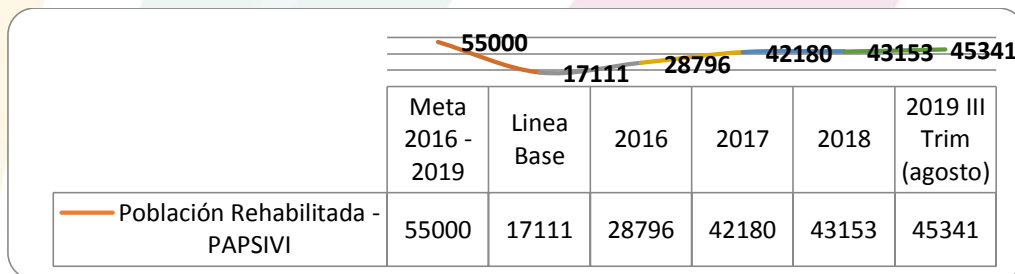 55000 17111 28796 42180 43153 45341
Meta 2016 - 2019 Linea Base 2016 2017 2018 2019 III Trim (agosto)
Población Rehabilitada - PAPSIVI 55000 17111 28796 42180 43153 45341